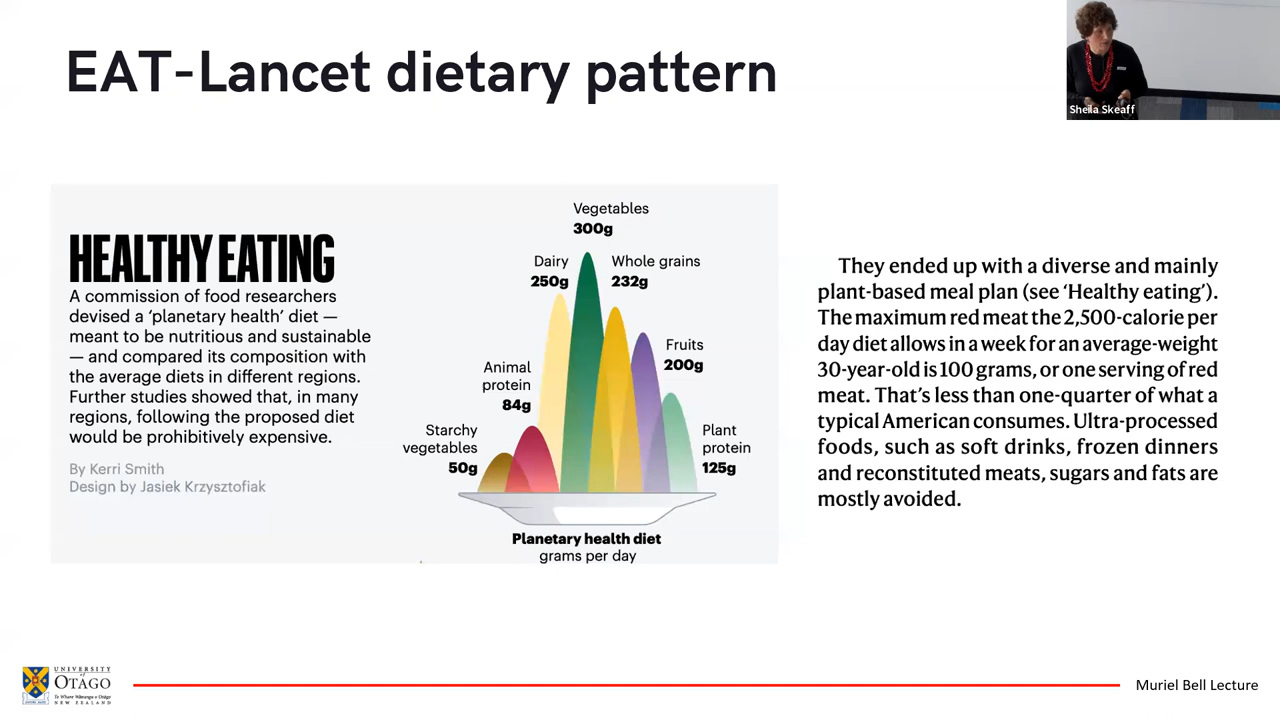 EAT-Lancet dietary pattern
Sheila Skeaff
HEALTHY EATING
A commission of food researchers
devised a ‘planetary health’ diet —
meant to be nutritious and sustainable
— and compared its composition with
the average diets in different regions.
Further studies showed that, in many
regions, following the proposed diet
would be prohibitively expensive.
By Kerri Smith
Design by Jasiek Krzysztofiak
Vegetables
300g
Dairy
250g
Whole grains
232g
Fruits
200g
Animal
protein
84g
Starchy
vegetables
50g
Plant
protein
125g
Planetary health diet
grams per day
They ended up with a diverse and mainly
plant-based meal plan (see ‘Healthy eating’).
The maximum red meat the 2,500-calorie per
day diet allows in a week for an average-weight
30-year-old is 100 grams, or one serving of red
meat. That’s less than one-quarter of what a
typical American consumes. Ultra-processed
foods, such as soft drinks, frozen dinners
and reconstituted meats, sugars and fats are
mostly avoided.
UNIVERSITY
of
OTAGO
Te Whare Wānanga o Otāgo
NEW ZEALAND
Muriel Bell Lecture